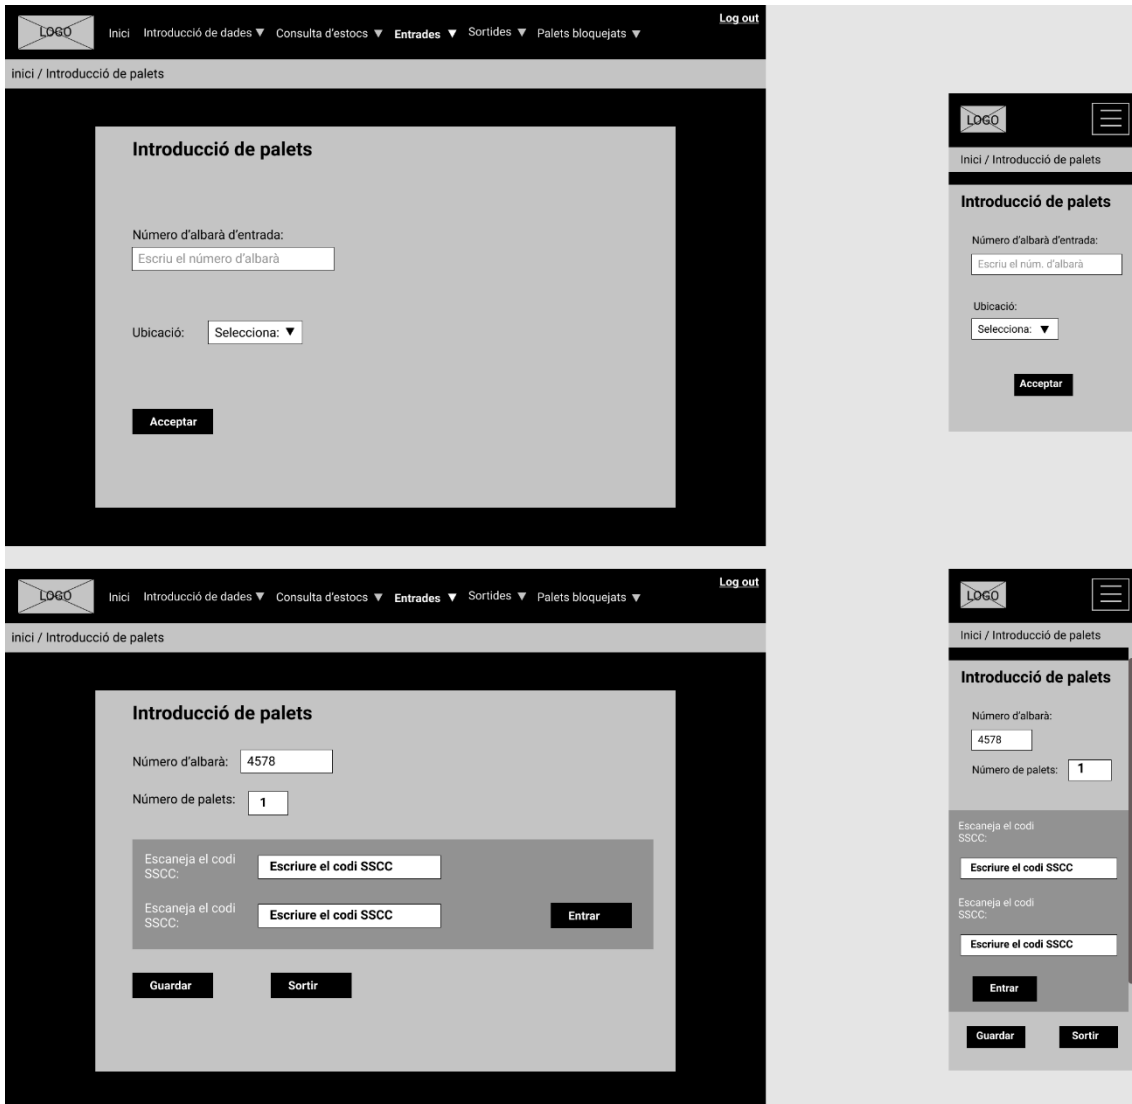 Log out
LOGO Inici Introducció de dades ▼ Consulta d'estocs ▼ Entrades ▼ Sortides ▼ Palets bloquejats ▼
inici / Introducció de palets
Introducció de palets
Número d'albarà d'entrada:
Escriu el número d'albarà
Ubicació: Selecciona: ▼
Acceptar
LOGO
Inici / Introducció de palets
Introducció de palets
Número d'albarà d'entrada:
Escriu el núm. d'albarà
Ubicació:
Selecciona: ▼
Acceptar
Log out
LOGO Inici Introducció de dades ▼ Consulta d'estocs ▼ Entrades ▼ Sortides ▼ Palets bloquejats ▼
inici / Introducció de palets
Introducció de palets
Número d'albarà: 4578
Número de palets: 1
Escaneja el codi
SSCC:
Escriure el codi SSCC
Escaneja el codi
SSCC:
Escriure el codi SSCC
Entrar
Guardar Sortir
LOGO
Inici / Introducció de palets
Introducció de palets
Número d'albarà:
4578
Número de palets: 1
Escaneja el codi
SSCC:
Escriure el codi SSCC
Escaneja el codi
SSCC:
Escriure el codi SSCC
Entrar
Guardar Sortir